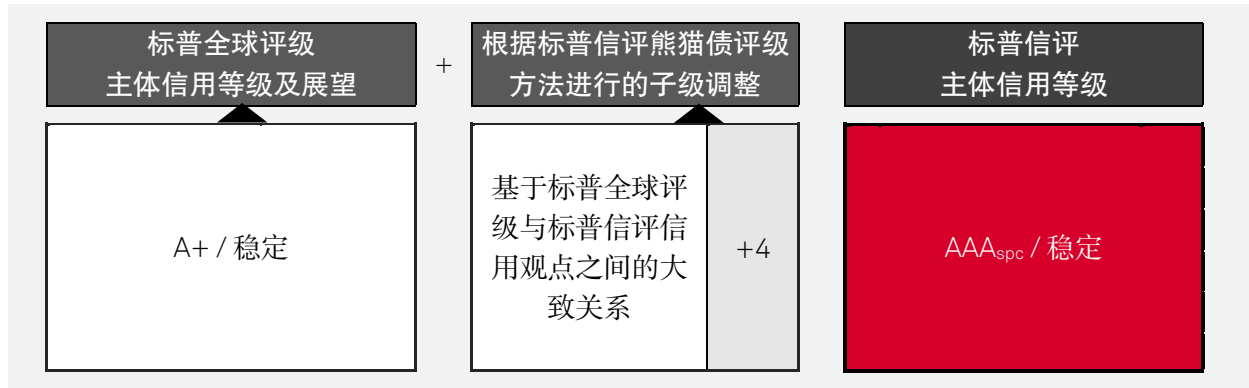 标普全球评级
主体信用等级及展望
+
根据标普信评熊猫债评级
方法进行的子级调整
标普信评
主体信用等级
A+ / 稳定
基于标普全球评
级与标普信评信
用观点之间的大
致关系
+4
AAAspc / 稳定